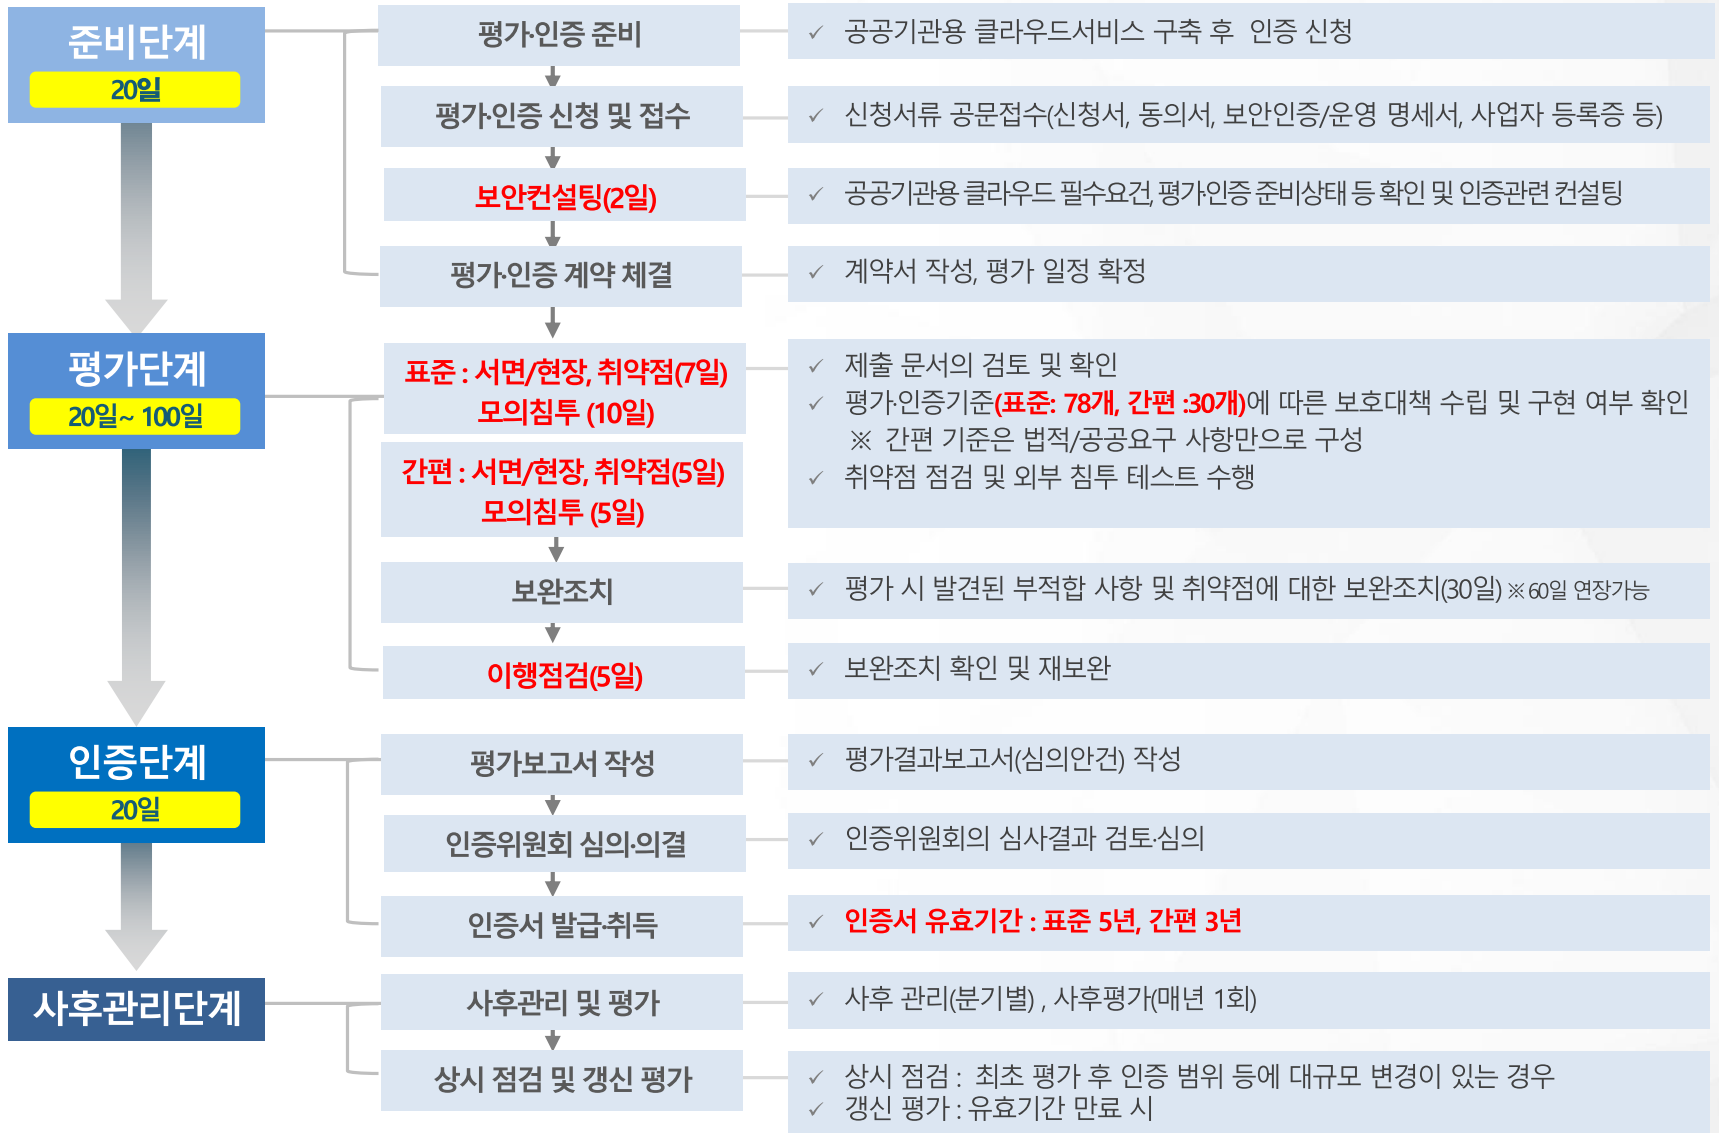 준비단계
20일
평가·인증 준비
✓ 공공기관용 클라우드서비스 구축 후 인증 신청
평가·인증 신청 및 접수
✓ 신청서류 공문접수(신청서, 동의서, 보안인증/운영 명세서, 사업자 등록증 등)
보안컨설팅(2일)
✓ 공공기관용 클라우드 필수요건, 평가·인증 준비상태 등 확인 및 인증관련 컨설팅
평가·인증 계약 체결
✓ 계약서 작성, 평가 일정 확정
평가단계
20일~ 100일
표준 : 서면/현장, 취약점(7일)
모의침투 (10일)
간편 : 서면/현장, 취약점(5일)
모의침투 (5일)
✓ 제출 문서의 검토 및 확인
✓ 평가·인증기준(표준: 78개, 간편 :30개)에 따른 보호대책 수립 및 구현 여부 확인
※ 간편 기준은 법적/공공요구 사항만으로 구성
✓ 취약점 점검 및 외부 침투 테스트 수행
보완조치
✓ 평가 시 발견된 부적합 사항 및 취약점에 대한 보완조치(30일) ※ 60일 연장가능
이행점검(5일)
✓ 보완조치 확인 및 재보완
인증단계
20일
평가보고서 작성
✓ 평가결과보고서(심의안건) 작성
인증위원회 심의·의결
✓ 인증위원회의 심사결과 검토·심의
인증서 발급·취득
✓ 인증서 유효기간 : 표준 5년, 간편 3년
사후관리단계
사후관리 및 평가
✓ 사후 관리(분기별) , 사후평가(매년 1회)
상시 점검 및 갱신 평가
✓ 상시 점검 : 최초 평가 후 인증 범위 등에 대규모 변경이 있는 경우
✓ 갱신 평가 : 유효기간 만료 시